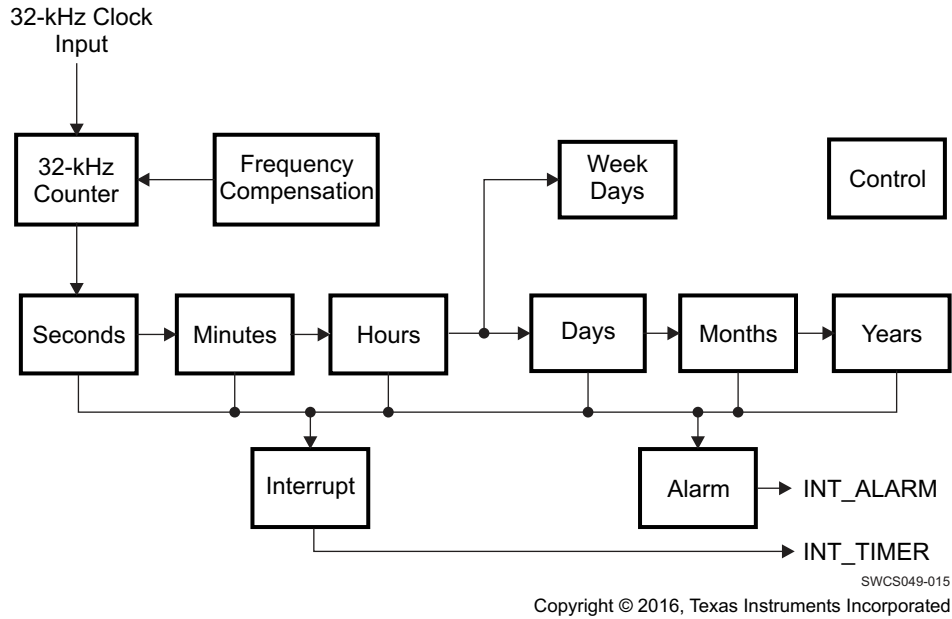 32-kHz Clock
Input
32-kHz
Counter
Frequency
Compensation
Week
Days
Control
Seconds
Minutes
Hours
Days
Months
Years
Interrupt
Alarm
INT_ALARM
INT_TIMER
SWCS049-015
Copyright © 2016, Texas Instruments Incorporated